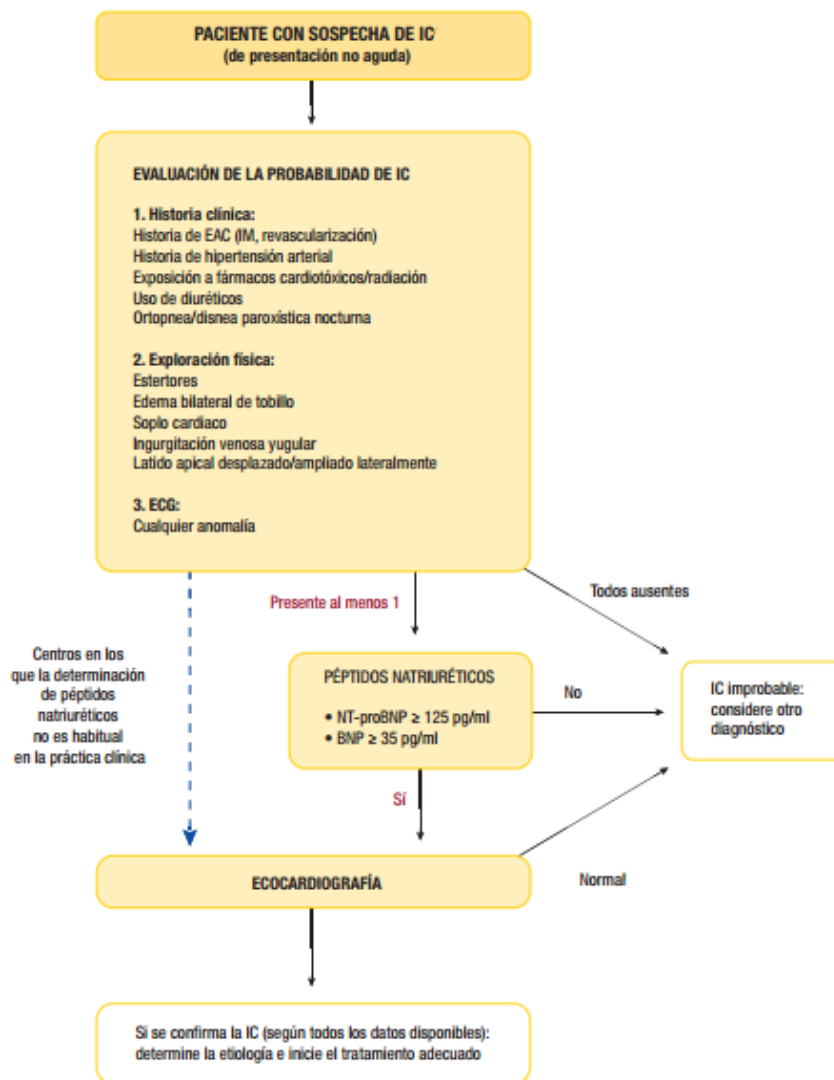 PACIENTE CON SOSPECHA DE IC
(de presentación no aguda)
EVALUACIÓN DE LA PROBABILIDAD DE IC
1. Historia clínica:
Historia de EAC (IM, revascularización)
Historia de hipertensión arterial
Exposición a fármacos cardiotóxicos/radiación
Uso de diuréticos
Ortopnea/disnea paroxística nocturna
2. Exploración física:
Estertores
Edema bilateral de tobillo
Soplo cardiaco
Ingurgitación venosa yugular
Latido apical desplazado/ampliado lateralmente
3. ECG:
Cualquier anomalía
Presente al menos 1
Todos ausentes
Centros en los
que la determinación
de péptidos
natriuréticos
no es habitual
en la práctica clínica
PÉPTIDOS NATRIURÉTICOS
• NT-proBNP ≥ 125 pg/ml
• BNP ≥ 35 pg/ml
No
IC improbable:
considere otro
diagnóstico
Sí
ECOCARDIOGRAFÍA
Normal
Si se confirma la IC (según todos los datos disponibles):
determine la etiología e inicie el tratamiento adecuado